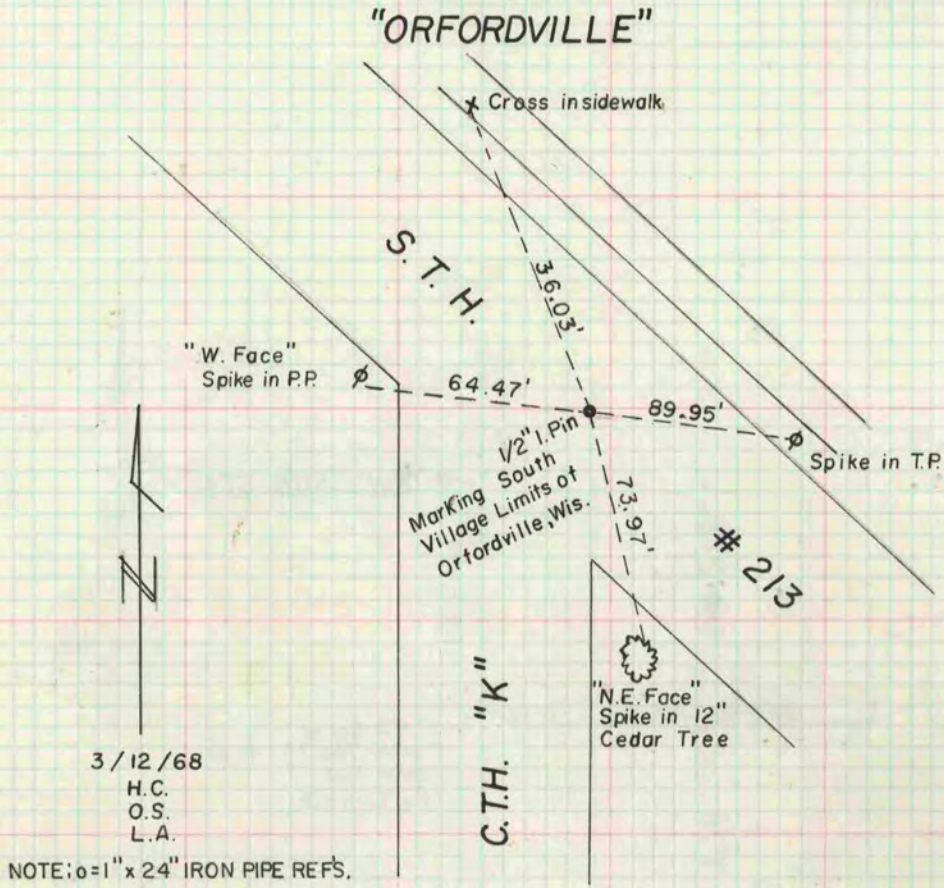 "ORFORDVILLE"
Cross in sidewalk
S. T. H.
36.03'
"W. Face"
Spike in P.P.
64.47'
89.95'
Spike in T.P.
1/2" I. Pin
Marking South
Village Limits of
Orfordville, Wis.
73.97'
# 213
N
"N.E. Face"
Spike in 12"
Cedar Tree
C.T.H. "K"
3/12/68
H.C.
O.S.
L.A.
NOTE: o=1" x 24" IRON PIPE REF'S.